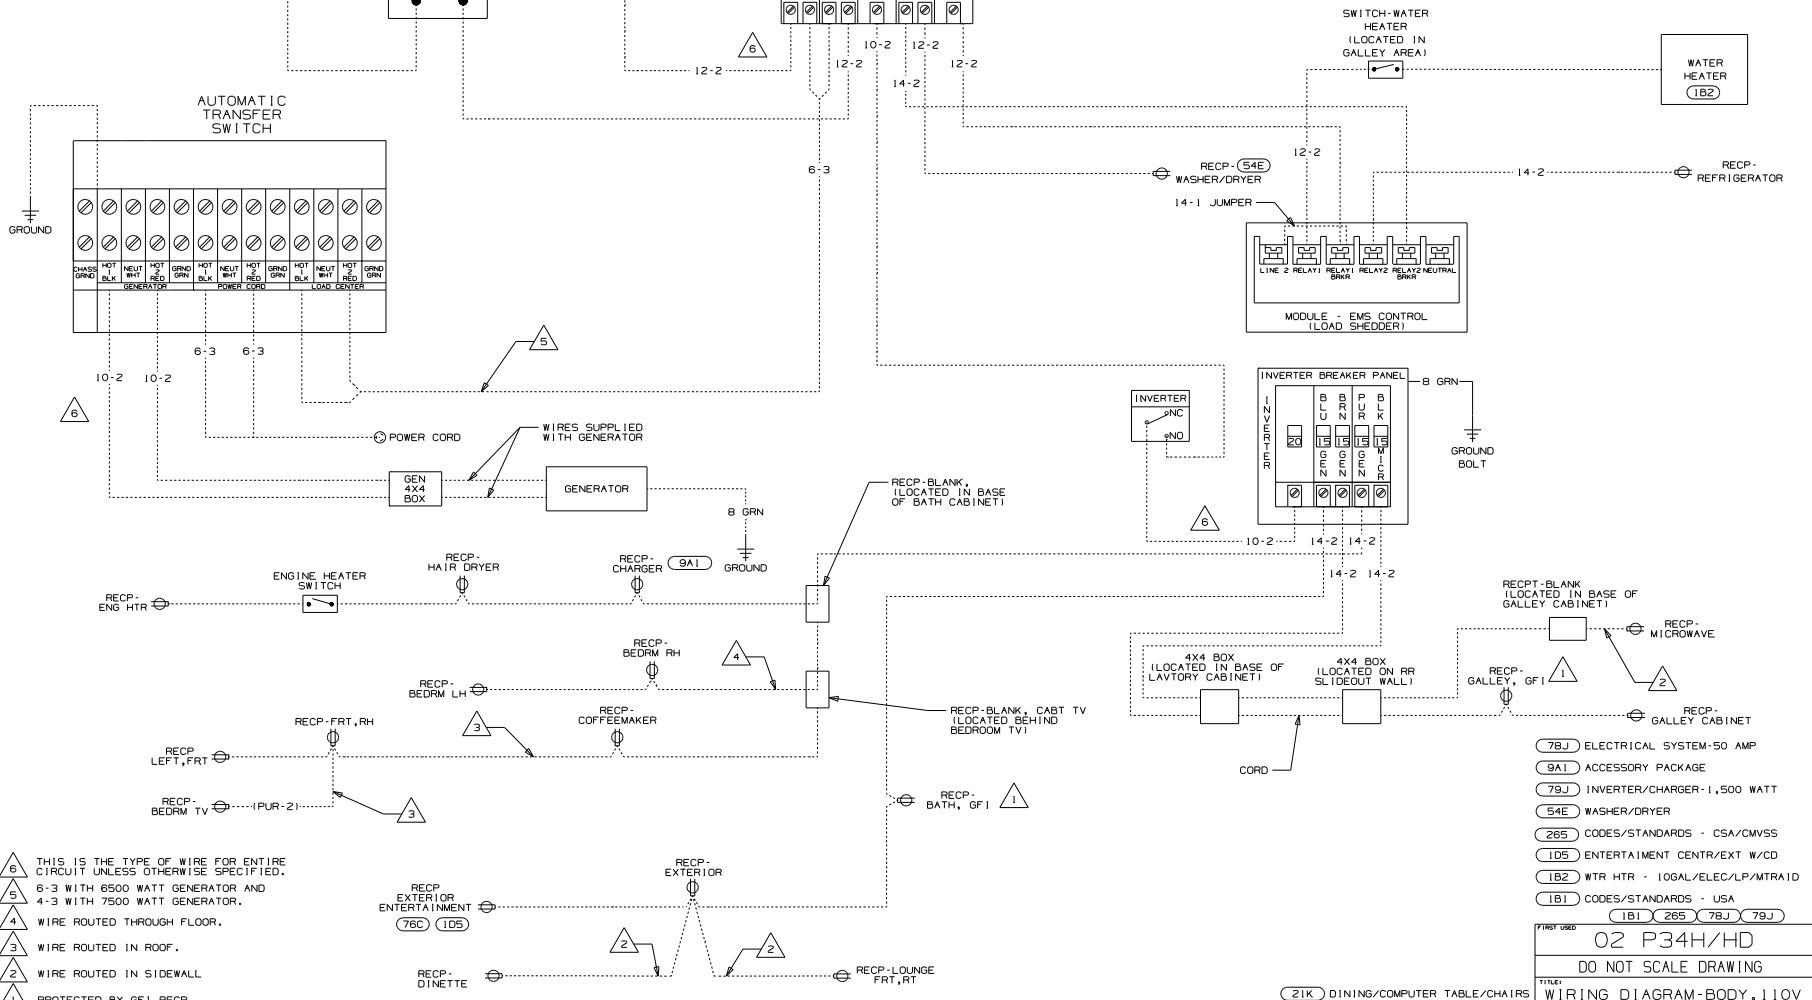 SWITCH-WATER
HEATER
(LOCATED IN
GALLEY AREA)
WATER
HEATER
1B2
6
10-2
12-2
12-2
12-2
12-2
14-2
AUTOMATIC
TRANSFER
SWITCH
GROUND
6-3
12-2
RECP- 54E
WASHER/DRYER
14-2
RECP-
REFRIGERATOR
14-1 JUMPER
CHASS GRND
HOT 1 BLK
NEUT WHT
HOT 2 RED
GRND GRN
HOT 1 BLK
NEUT WHT
HOT 2 RED
GRND GRN
HOT 1 BLK
NEUT WHT
HOT 2 RED
GRND GRN
GENERATOR
POWER CORD
LOAD CENTER
LINE 2
RELAY1
RELAY1 BRKR
RELAY2
RELAY2 BRKR
NEUTRAL
MODULE - EMS CONTROL
(LOAD SHEDDER)
6-3
6-3
5
10-2
10-2
6
INVERTER BREAKER PANEL
8 GRN
INVERTER
NC
NO
INVERTER
20
BLU 15 GEN
BRN 15 GEN
PUR 15 GEN
BLK 15 MICR
GROUND
BOLT
POWER CORD
WIRES SUPPLIED
WITH GENERATOR
GEN
4X4
BOX
GENERATOR
8 GRN
GROUND
RECP-BLANK,
(LOCATED IN BASE
OF BATH CABINET)
6
10-2
14-2
14-2
14-2
14-2
RECP-
ENG HTR
ENGINE HEATER
SWITCH
RECP-
HAIR DRYER
RECP-
CHARGER
9A1
RECPT-BLANK
(LOCATED IN BASE OF
GALLEY CABINET)
RECP-
MICROWAVE
RECP-
BEDRM RH
4
RECP-
BEDRM LH
4X4 BOX
(LOCATED IN BASE OF
LAVTORY CABINET)
4X4 BOX
(LOCATED ON RR
SLIDEOUT WALL)
RECP-
GALLEY, GFI
1
2
RECP-
GALLEY CABINET
RECP-BLANK, CABT TV
(LOCATED BEHIND
BEDROOM TV)
RECP-FRT,RH
3
RECP-
COFFEEMAKER
RECP
LEFT,FRT
RECP-
BEDRM TV
(PUR-2)
3
CORD
RECP-
BATH, GFI
1
78J ELECTRICAL SYSTEM-50 AMP
9A1 ACCESSORY PACKAGE
79J INVERTER/CHARGER-1,500 WATT
54E WASHER/DRYER
265 CODES/STANDARDS - CSA/CMVSS
1D5 ENTERTAIMENT CENTR/EXT W/CD
1B2 WTR HTR - 10GAL/ELEC/LP/MTRAID
1B1 CODES/STANDARDS - USA
1B1 265 78J 79J
6 THIS IS THE TYPE OF WIRE FOR ENTIRE
CIRCUIT UNLESS OTHERWISE SPECIFIED.
5 6-3 WITH 6500 WATT GENERATOR AND
4-3 WITH 7500 WATT GENERATOR.
4 WIRE ROUTED THROUGH FLOOR.
3 WIRE ROUTED IN ROOF.
2 WIRE ROUTED IN SIDEWALL
1 PROTECTED BY GFI RECP
RECP
EXTERIOR
ENTERTAINMENT
76C 1D5
RECP-
EXTERIOR
2
2
RECP-
DINETTE
RECP-LOUNGE
FRT,RT
FIRST USED
02 P34H/HD
DO NOT SCALE DRAWING
TITLE:
WIRING DIAGRAM-BODY,110V
21K DINING/COMPUTER TABLE/CHAIRS